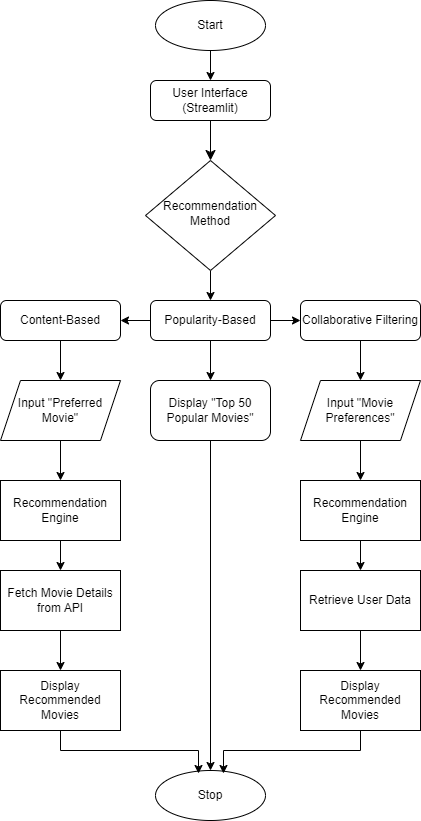 Start
User Interface
(Streamlit)
Recommendation
Method
Content-Based
Popularity-Based
Collaborative Filtering
Input "Preferred
Movie"
Display "Top 50
Popular Movies"
Input "Movie
Preferences"
Recommendation
Engine
Recommendation
Engine
Fetch Movie Details
from API
Retrieve User Data
Display
Recommended
Movies
Display
Recommended
Movies
Stop